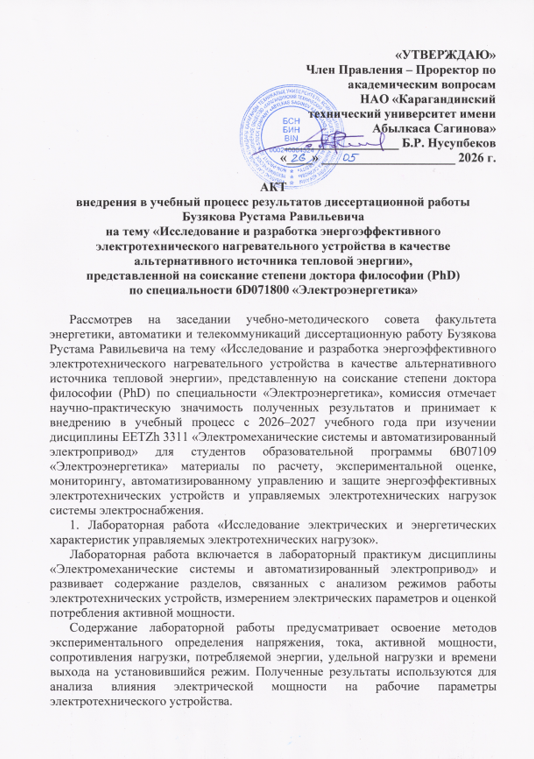 «УТВЕРЖДАЮ»
Член Правления – Проректор по
академическим вопросам
НАО «Карагандинский
технический университет имени
Абылкаса Сагинова»
Б.Р. Нусупбеков
« 26 » 05 2026 г.
БСН
БИН
BIN
АКТ
внедрения в учебный процесс результатов диссертационной работы
Бузякова Рустама Равильевича
на тему «Исследование и разработка энергоэффективного
электротехнического нагревательного устройства в качестве
альтернативного источника тепловой энергии»,
представленной на соискание степени доктора философии (PhD)
по специальности 6D071800 «Электроэнергетика»
Рассмотрев на заседании учебно-методического совета факультета
энергетики, автоматики и телекоммуникаций диссертационную работу Бузякова
Рустама Равильевича на тему «Исследование и разработка энергоэффективного
электротехнического нагревательного устройства в качестве альтернативного
источника тепловой энергии», представленную на соискание степени доктора
философии (PhD) по специальности «Электроэнергетика», комиссия отмечает
научно-практическую значимость полученных результатов и принимает к
внедрению в учебный процесс с 2026–2027 учебного года при изучении
дисциплины EETZh 3311 «Электромеханические системы и автоматизированный
электропривод» для студентов образовательной программы 6В07109
«Электроэнергетика» материалы по расчету, экспериментальной оценке,
мониторингу, автоматизированному управлению и защите энергоэффективных
электротехнических устройств и управляемых электротехнических нагрузок
системы электроснабжения.
1. Лабораторная работа «Исследование электрических и энергетических
характеристик управляемых электротехнических нагрузок».
Лабораторная работа включается в лабораторный практикум дисциплины
«Электромеханические системы и автоматизированный электропривод» и
развивает содержание разделов, связанных с анализом режимов работы
электротехнических устройств, измерением электрических параметров и оценкой
потребления активной мощности.
Содержание лабораторной работы предусматривает освоение методов
экспериментального определения напряжения, тока, активной мощности,
сопротивления нагрузки, потребляемой энергии, удельной нагрузки и времени
выхода на установившийся режим. Полученные результаты используются для
анализа влияния электрической мощности на рабочие параметры
электротехнического устройства.